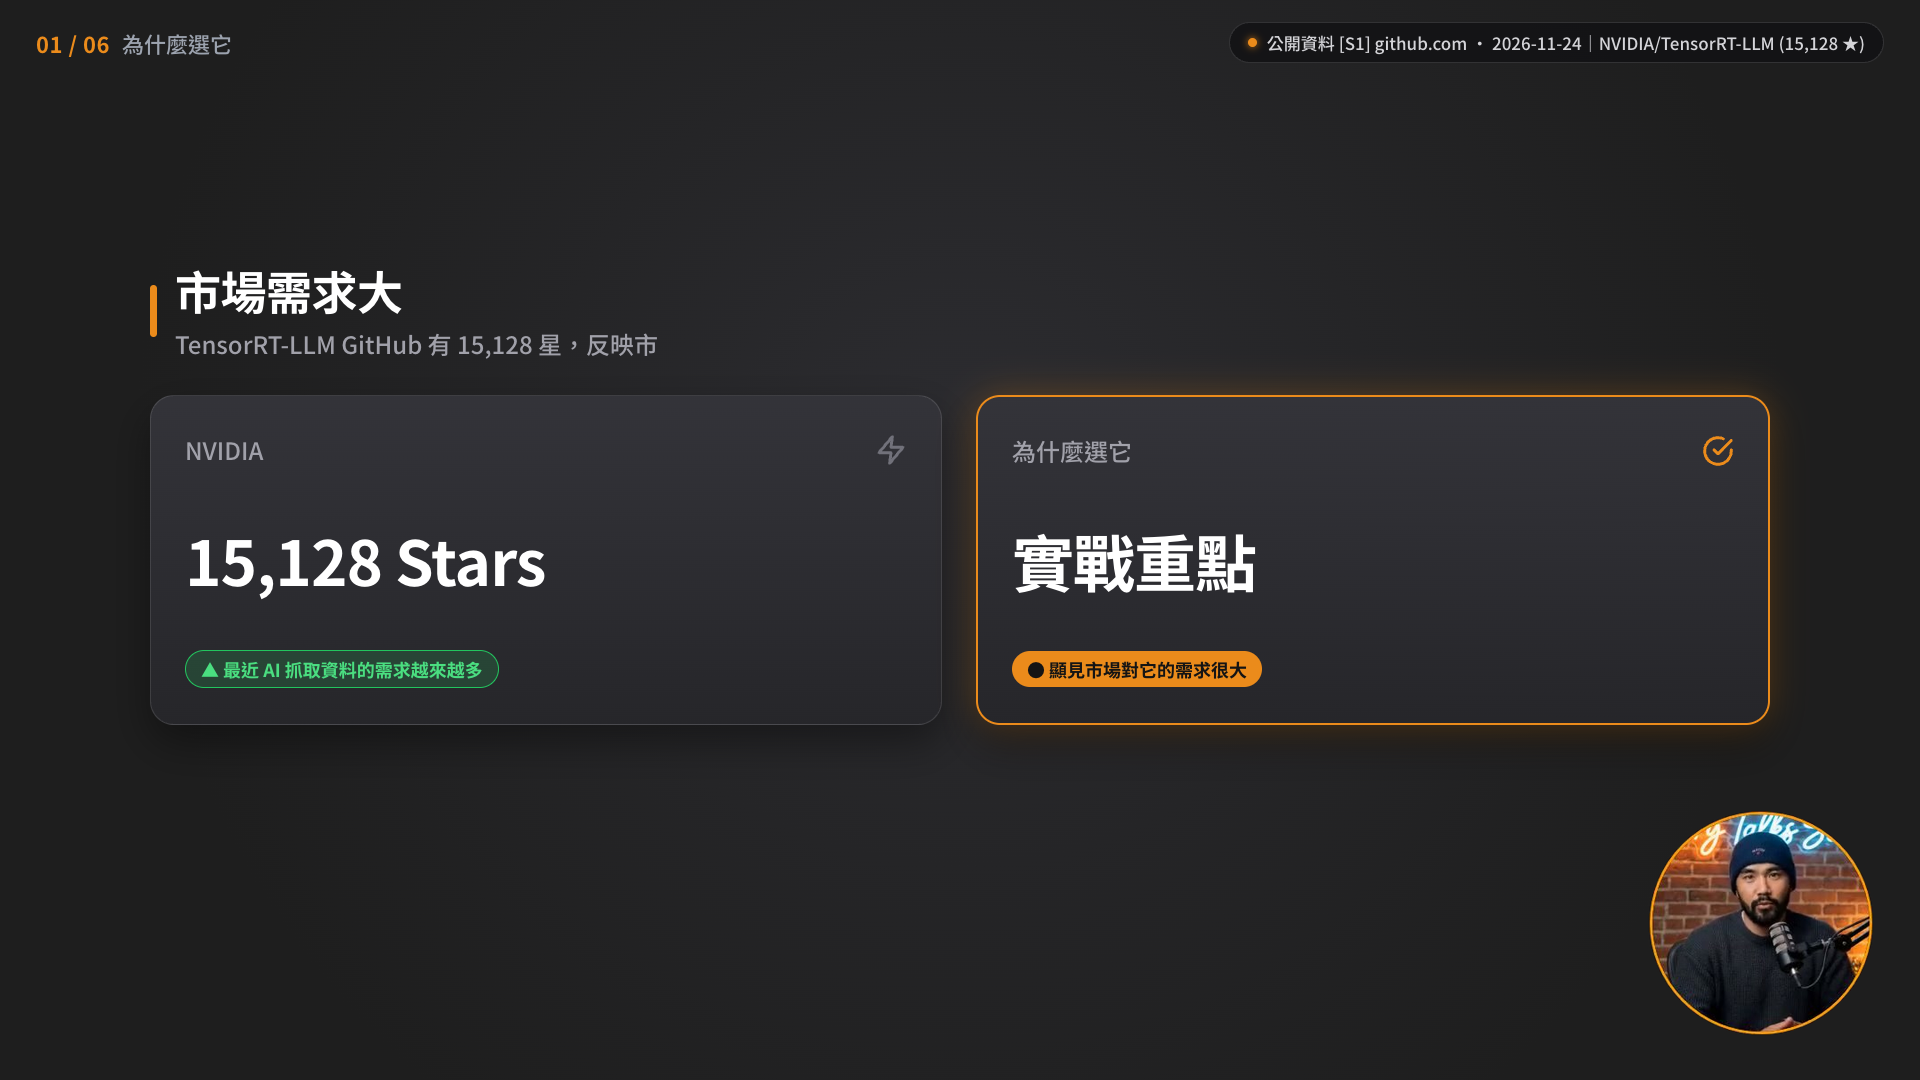 01 / 06 為什麼選它
公開資料 [S1] github.com ・ 2026-11-24｜NVIDIA/TensorRT-LLM (15,128 ★)
市場需求大
TensorRT-LLM GitHub 有 15,128 星，反映市
NVIDIA
15,128 Stars
▲ 最近 AI 抓取資料的需求越來越多
為什麼選它
實戰重點
● 顯見市場對它的需求很大